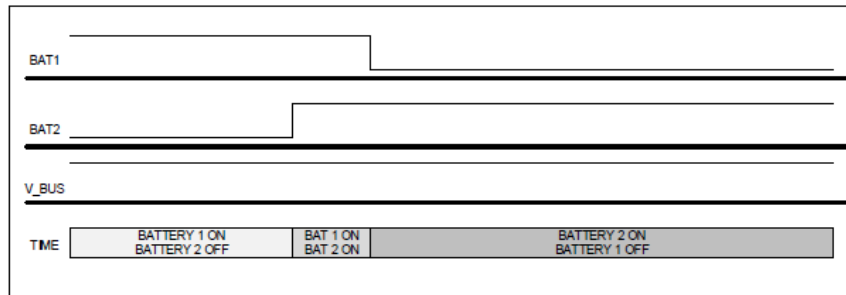 BAT1
BAT2
V_BUS
TIME
BATTERY 1 ON
BATTERY 2 OFF
BAT 1 ON
BAT 2 ON
BATTERY 2 ON
BATTERY 1 OFF